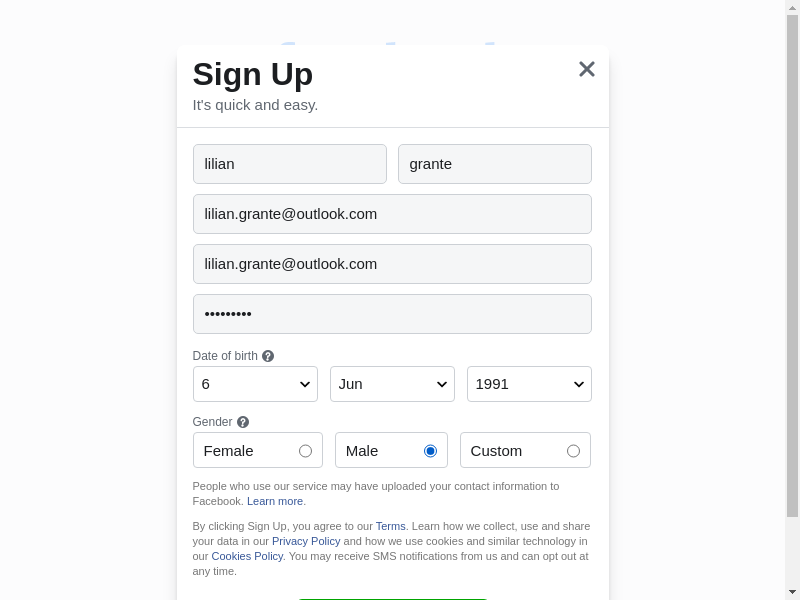 Sign Up
It's quick and easy.
lilian grante
lilian.grante@outlook.com
lilian.grante@outlook.com
•••••••••
Date of birth
6 Jun 1991
Gender
Female Male Custom
People who use our service may have uploaded your contact information to
Facebook. Learn more.
By clicking Sign Up, you agree to our Terms. Learn how we collect, use and share
your data in our Privacy Policy and how we use cookies and similar technology in
our Cookies Policy. You may receive SMS notifications from us and can opt out at
any time.